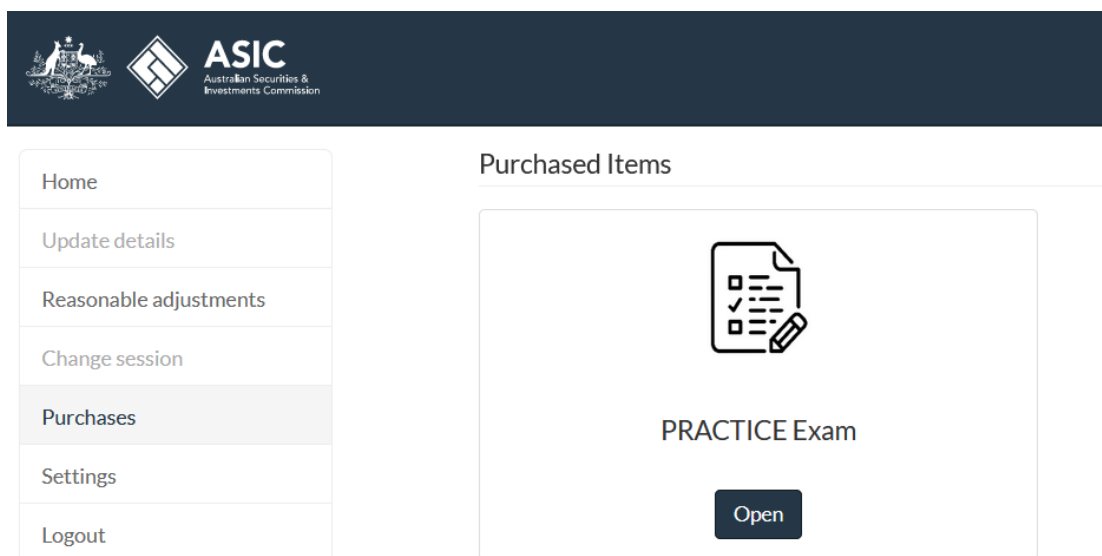 ASIC
Australian Securities &
Investments Commission
Home
Update details
Reasonable adjustments
Change session
Purchases
Settings
Logout
Purchased Items
PRACTICE Exam
Open